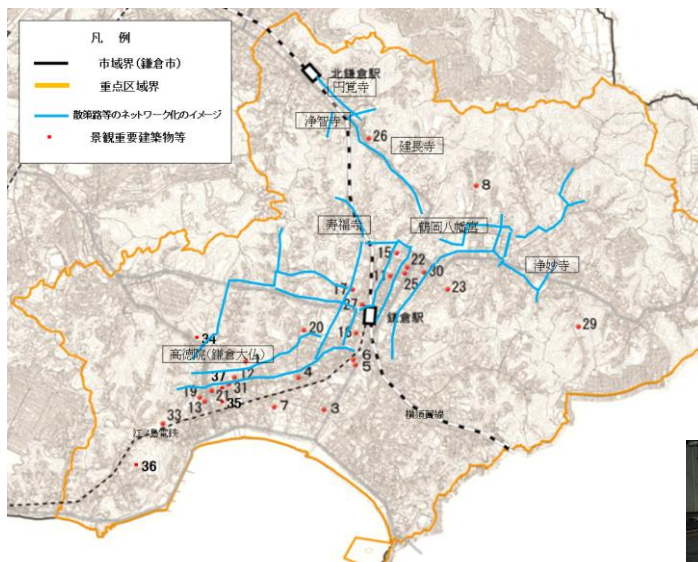 凡 例
市域界(鎌倉市)
重点区域界
散策路等のネットワーク化のイメージ
景観重要建築物等
北鎌倉駅
円覚寺
浄智寺
26
建長寺
8
寿福寺
鶴岡八幡宮
15
22
浄妙寺
11
25
30
17
23
27
鎌倉駅
29
20
16
34
高徳院(鎌倉大仏)
1
6
5
37
12
4
31
19
21
13
35
7
3
33
江ノ島電鉄
横須賀線
36